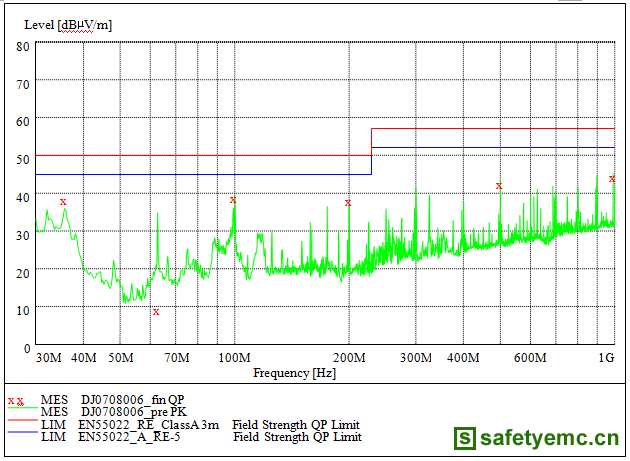 Level [dBµV/m]
80
70
60
50
40
30
20
10
0
30M 40M 50M 70M 100M 200M 300M 400M 600M 1G
Frequency [Hz]
x x MES DJ0708006_fin QP
MES DJ0708006_pre PK
LIM EN55022_RE_ClassA 3m Field Strength QP Limit
LIM EN55022_A_RE-5 Field Strength QP Limit
S safetyemc.cn